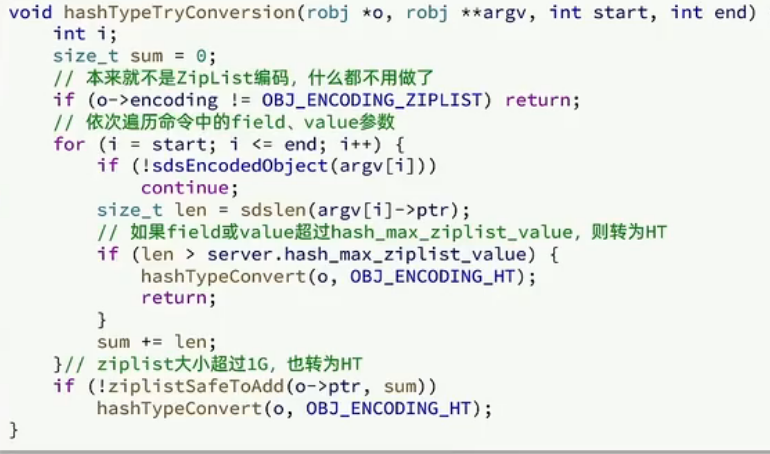 void hashTypeTryConversion(robj *o, robj **argv, int start, int end)
    int i;
    size_t sum = 0;
    // 本来就不是ZipList编码，什么都不用做了
    if (o->encoding != OBJ_ENCODING_ZIPLIST) return;
    // 依次遍历命令中的field、value参数
    for (i = start; i <= end; i++) {
        if (!sdsEncodedObject(argv[i]))
            continue;
        size_t len = sdslen(argv[i]->ptr);
        // 如果field或value超过hash_max_ziplist_value，则转为HT
        if (len > server.hash_max_ziplist_value) {
            hashTypeConvert(o, OBJ_ENCODING_HT);
            return;
        }
        sum += len;
    }// ziplist大小超过1G，也转为HT
    if (!ziplistSafeToAdd(o->ptr, sum))
        hashTypeConvert(o, OBJ_ENCODING_HT);
}